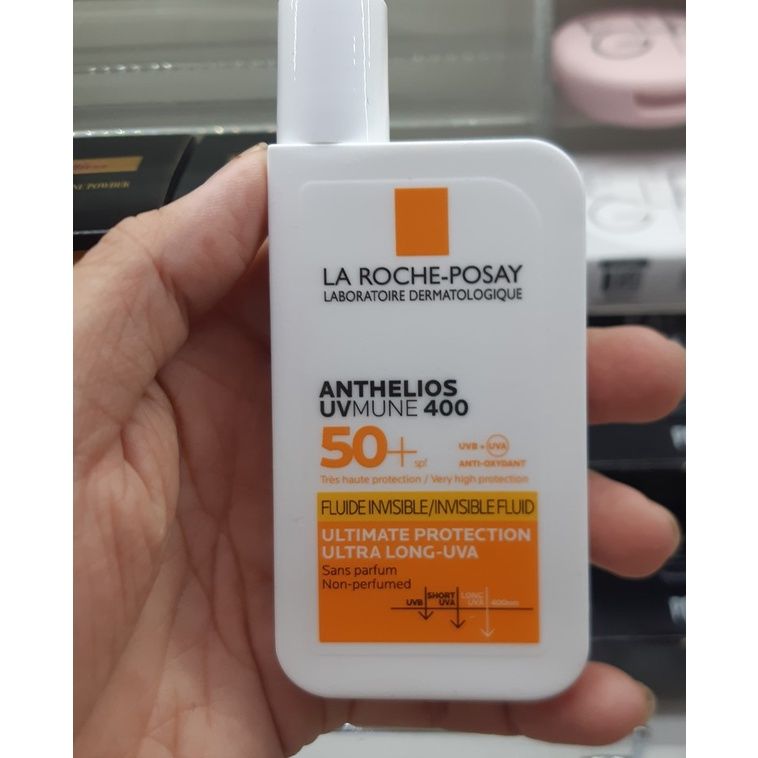 POWDER
LA ROCHE-POSAY
LABORATOIRE DERMATOLOGIQUE
ANTHELIOS
UVMUNE 400
50+ spf
UVB + UVA
ANTI-OXYDANT
Très haute protection / Very high protection
FLUIDE INVISIBLE/INVISIBLE FLUID
ULTIMATE PROTECTION
ULTRA LONG-UVA
Sans parfum
Non-perfumed
UVB SHORT UVA LONG UVA 400nm